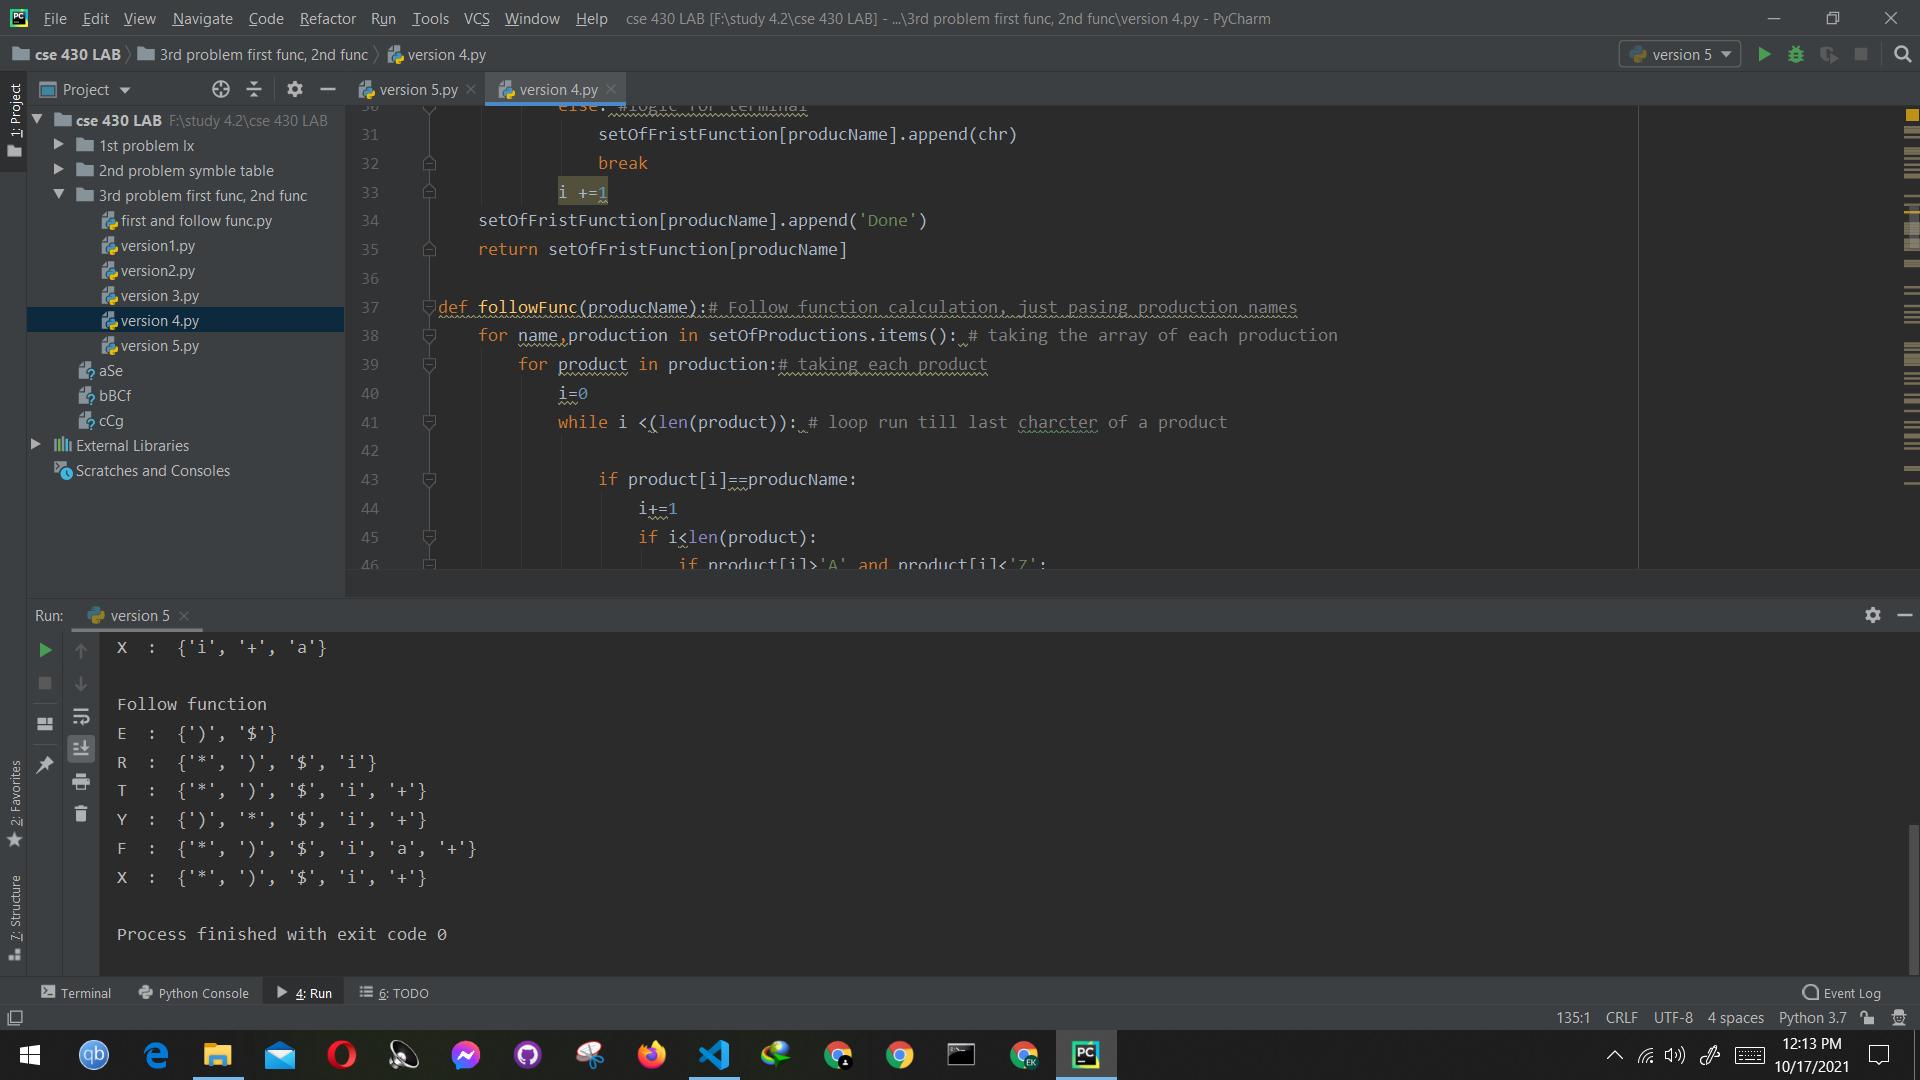 File Edit View Navigate Code Refactor Run Tools VCS Window Help cse 430 LAB [F:\study 4.2\cse 430 LAB] - ...\3rd problem first func, 2nd func\version 4.py - PyCharm
cse 430 LAB 3rd problem first func, 2nd func version 4.py version 5
1: Project
Project version 5.py version 4.py
cse 430 LAB F:\study 4.2\cse 430 LAB
1st problem lx
2nd problem symble table
3rd problem first func, 2nd func
first and follow func.py
version1.py
version2.py
version 3.py
version 4.py
version 5.py
aSe
bBCf
cCg
External Libraries
Scratches and Consoles
30 else: #logic for terminal
31 setOfFristFunction[producName].append(chr)
32 break
33 i +=1
34 setOfFristFunction[producName].append('Done')
35 return setOfFristFunction[producName]
36
37 def followFunc(producName):# Follow function calculation, just pasing production names
38 for name,production in setOfProductions.items(): # taking the array of each production
39 for product in production:# taking each product
40 i=0
41 while i <(len(product)): # loop run till last charcter of a product
42
43 if product[i]==producName:
44 i+=1
45 if i<len(product):
46 if product[i]>'A' and product[i]<'Z':
Run: version 5
X : {'i', '+', 'a'}
Follow function
E : {')', '$'}
R : {'*', ')', '$', 'i'}
T : {'*', ')', '$', 'i', '+'}
Y : {')', '*', '$', 'i', '+'}
F : {'*', ')', '$', 'i', 'a', '+'}
X : {'*', ')', '$', 'i', '+'}
Process finished with exit code 0
2: Favorites
7: Structure
Terminal Python Console 4: Run 6: TODO Event Log
135:1 CRLF UTF-8 4 spaces Python 3.7
12:13 PM
10/17/2021